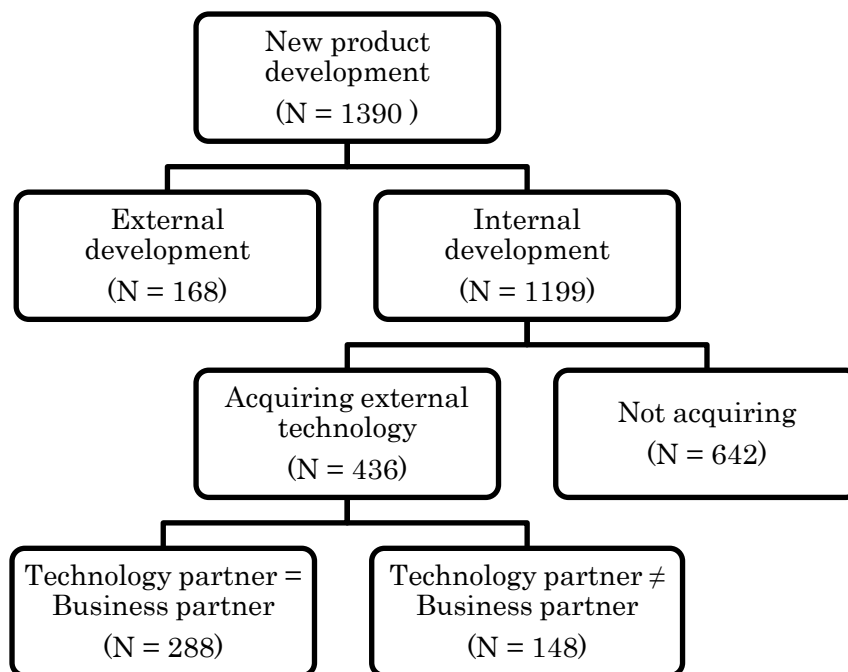 New product
development
(N = 1390 )
External
development
(N = 168)
Internal
development
(N = 1199)
Acquiring external
technology
(N = 436)
Not acquiring
(N = 642)
Technology partner =
Business partner
(N = 288)
Technology partner ≠
Business partner
(N = 148)